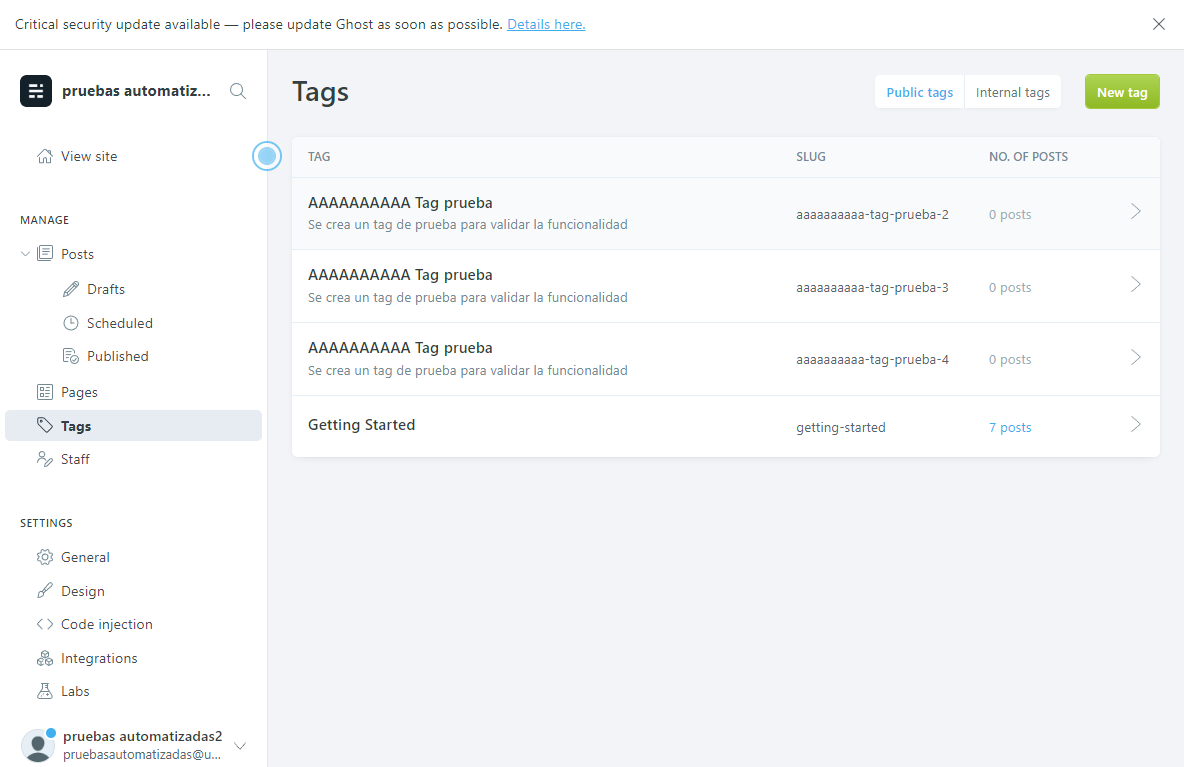 Critical security update available — please update Ghost as soon as possible. Details here.
pruebas automatiz...
View site
MANAGE
Posts
Drafts
Scheduled
Published
Pages
Tags
Staff
SETTINGS
General
Design
Code injection
Integrations
Labs
pruebas automatizadas2
pruebasautomatizadas@u...
Tags
Public tags
Internal tags
New tag
TAG SLUG NO. OF POSTS
AAAAAAAAAA Tag prueba
Se crea un tag de prueba para validar la funcionalidad
aaaaaaaaaa-tag-prueba-2 0 posts
AAAAAAAAAA Tag prueba
Se crea un tag de prueba para validar la funcionalidad
aaaaaaaaaa-tag-prueba-3 0 posts
AAAAAAAAAA Tag prueba
Se crea un tag de prueba para validar la funcionalidad
aaaaaaaaaa-tag-prueba-4 0 posts
Getting Started getting-started 7 posts